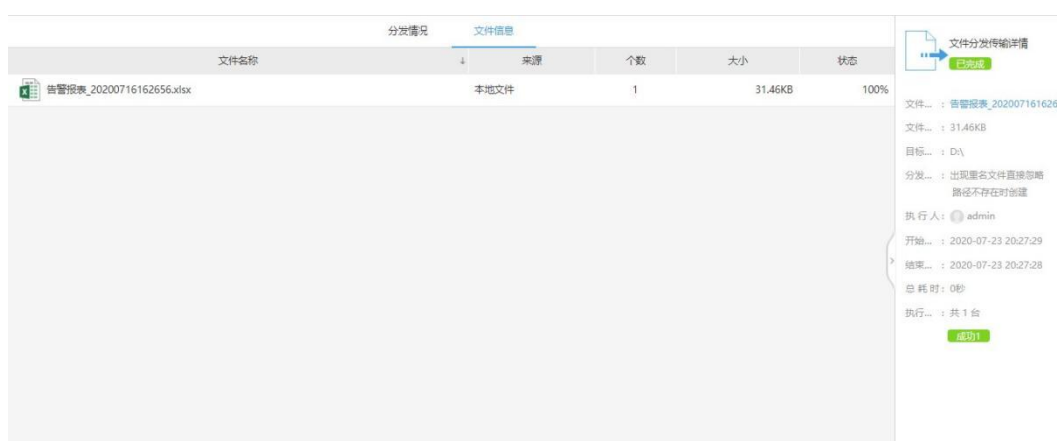 分发情况 文件信息
文件名称 ↓ 来源 个数 大小 状态
告警报表_20200716162656.xlsx 本地文件 1 31.46KB 100%
文件分发传输详情
已完成
文件... : 告警报表_202007161626
文件... : 31.46KB
目标... : D:\
分发... : 出现重名文件直接忽略
路径不存在时创建
执 行 人 : admin
开始... : 2020-07-23 20:27:29
结束... : 2020-07-23 20:27:28
总 耗 时 : 0秒
执行... : 共 1 台
成功1